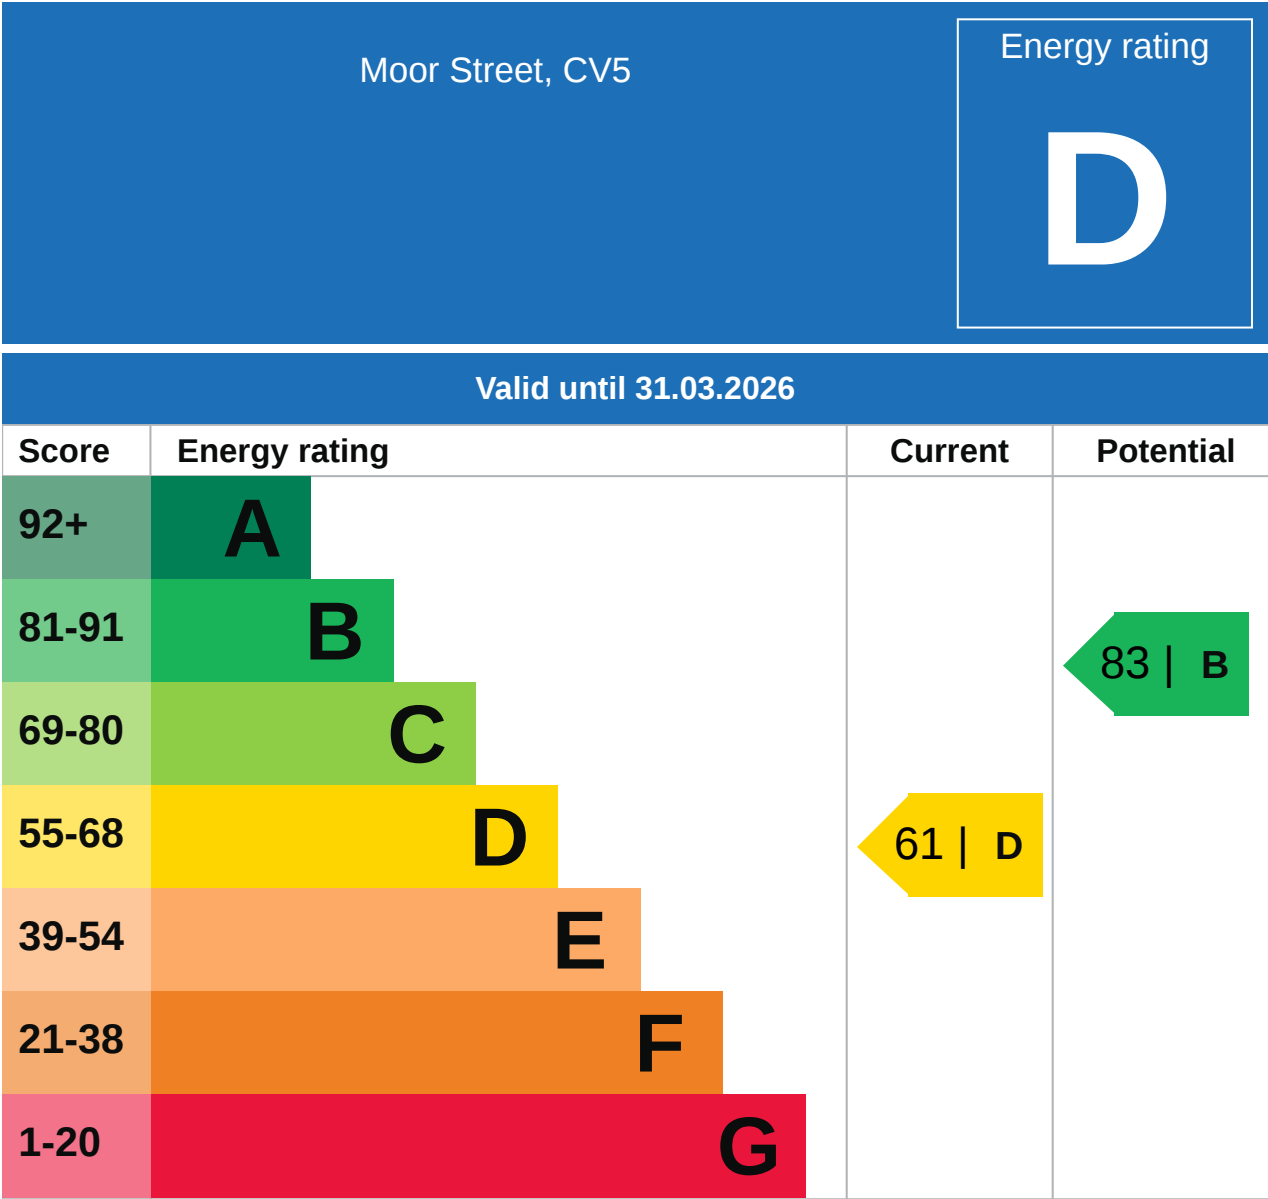 Moor Street, CV5
Energy rating
D
Valid until 31.03.2026
Score Energy rating Current Potential
92+ A
81-91 B
83 | B
69-80 C
55-68 D
61 | D
39-54 E
21-38 F
1-20 G